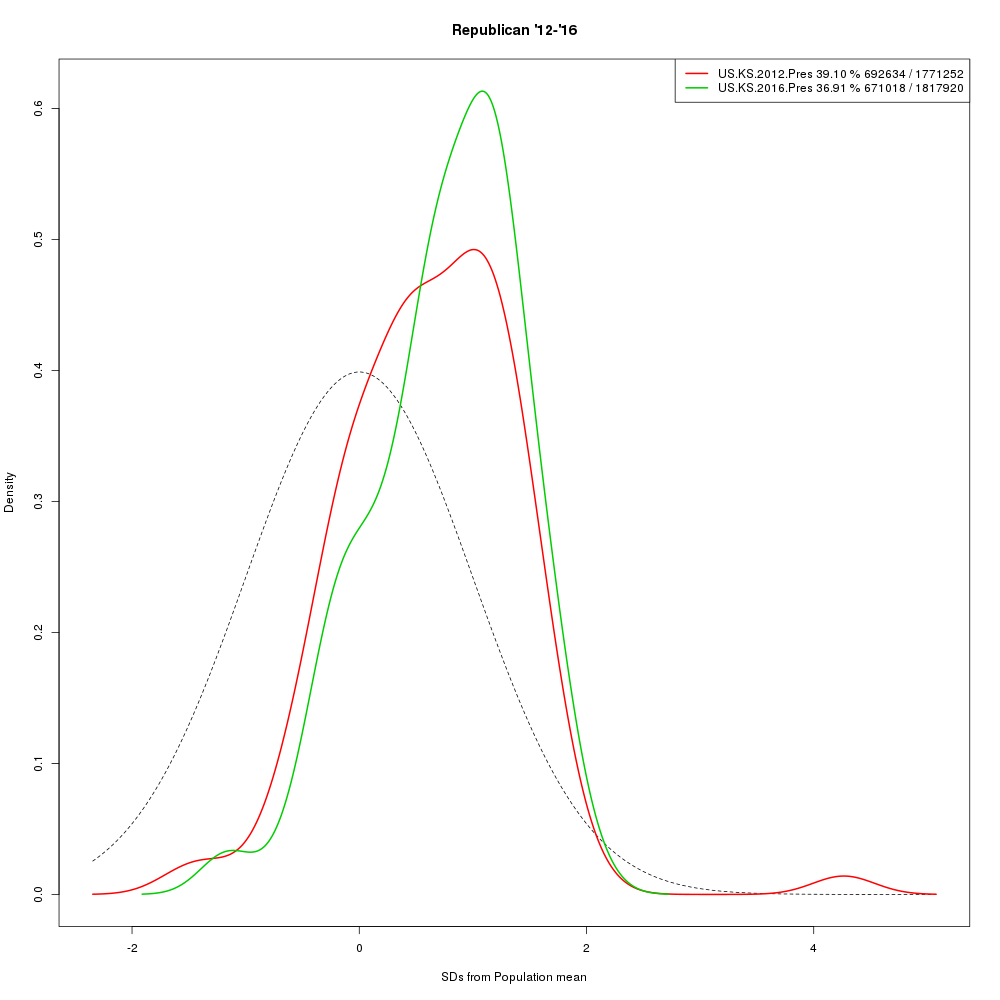 Republican '12-'16
US.KS.2012.Pres 39.10 % 692634 / 1771252
US.KS.2016.Pres 36.91 % 671018 / 1817920
Density
0.6
0.5
0.4
0.3
0.2
0.1
0.0
-2 0 2 4
SDs from Population mean